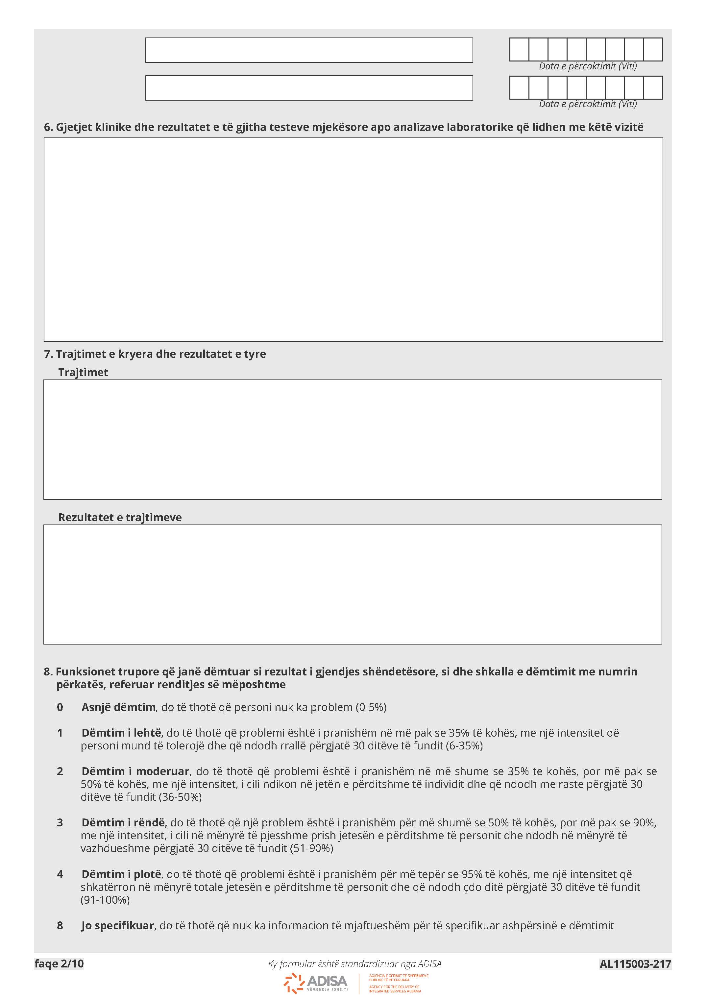 Data e përcaktimit (Viti)
Data e përcaktimit (Viti)
6. Gjetjet klinike dhe rezultatet e të gjitha testeve mjekësore apo analizave laboratorike që lidhen me këtë vizitë
7. Trajtimet e kryera dhe rezultatet e tyre
Trajtimet
Rezultatet e trajtimeve
8. Funksionet trupore që janë dëmtuar si rezultat i gjendjes shëndetësore, si dhe shkalla e dëmtimit me numrin
përkatës, referuar renditjes së mëposhtme
0 Asnjë dëmtim, do të thotë që personi nuk ka problem (0-5%)
1 Dëmtim i lehtë, do të thotë që problemi është i pranishëm në më pak se 35% të kohës, me një intensitet që
personi mund të tolerojë dhe që ndodh rrallë përgjatë 30 ditëve të fundit (6-35%)
2 Dëmtim i moderuar, do të thotë që problemi është i pranishëm në më shume se 35% te kohës, por më pak se
50% të kohës, me një intensitet, i cili ndikon në jetën e përditshme të individit dhe që ndodh me raste përgjatë 30
ditëve të fundit (36-50%)
3 Dëmtim i rëndë, do të thotë që një problem është i pranishëm për më shumë se 50% të kohës, por më pak se 90%,
me një intensitet, i cili në mënyrë të pjesshme prish jetesën e përditshme të personit dhe ndodh në mënyrë të
vazhdueshme përgjatë 30 ditëve të fundit (51-90%)
4 Dëmtim i plotë, do të thotë që problemi është i pranishëm për më tepër se 95% të kohës, me një intensitet që
shkatërron në mënyrë totale jetesën e përditshme të personit dhe që ndodh çdo ditë përgjatë 30 ditëve të fundit
(91-100%)
8 Jo specifikuar, do të thotë që nuk ka informacion të mjaftueshëm për të specifikuar ashpërsinë e dëmtimit
faqe 2/10
Ky formular është standardizuar nga ADISA
AL115003-217
ADISA
VËMENDJA JONË, TI
AGJENCIA E OFRIMIT TË SHËRBIMEVE
PUBLIKE TË INTEGRUARA
AGENCY FOR THE DELIVERY OF
INTEGRATED SERVICES ALBANIA